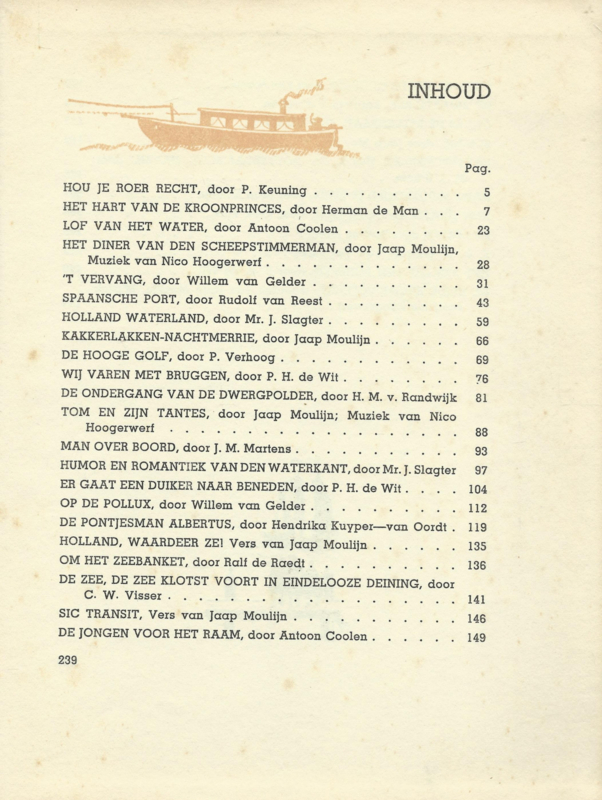 INHOUD
Pag.
HOU JE ROER RECHT, door P. Keuning . . . . . . . . . . 5
HET HART VAN DE KROONPRINCES, door Herman de Man . . . 7
LOF VAN HET WATER, door Antoon Coolen . . . . . . . . 23
HET DINER VAN DEN SCHEEPSTIMMERMAN, door Jaap Moulijn,
Muziek van Nico Hoogerwerf . . . . . . . . . . . . . 28
'T VERVANG, door Willem van Gelder . . . . . . . . . . 31
SPAANSCHE PORT, door Rudolf van Reest . . . . . . . . . 43
HOLLAND WATERLAND, door Mr. J. Slagter . . . . . . . . . 59
KAKKERLAKKEN-NACHTMERRIE, door Jaap Moulijn . . . . . . 66
DE HOOGE GOLF, door P. Verhoog . . . . . . . . . . . . 69
WIJ VAREN MET BRUGGEN, door P. H. de Wit . . . . . . . . 76
DE ONDERGANG VAN DE DWERGPOLDER, door H. M. v. Randwijk 81
TOM EN ZIJN TANTES, door Jaap Moulijn; Muziek van Nico
Hoogerwerf . . . . . . . . . . . . . . . . . . . 88
MAN OVER BOORD, door J. M. Martens . . . . . . . . . . . 93
HUMOR EN ROMANTIEK VAN DEN WATERKANT, door Mr. J. Slagter 97
ER GAAT EEN DUIKER NAAR BENEDEN, door P. H. de Wit . . . . 104
OP DE POLLUX, door Willem van Gelder . . . . . . . . . . 112
DE PONTJESMAN ALBERTUS, door Hendrika Kuyper—van Oordt . 119
HOLLAND, WAARDEER ZE! Vers van Jaap Moulijn . . . . . . 135
OM HET ZEEBANKET, door Ralf de Raedt . . . . . . . . . . 136
DE ZEE, DE ZEE KLOTST VOORT IN EINDELOOZE DEINING, door
C. W. Visser . . . . . . . . . . . . . . . . . . . 141
SIC TRANSIT, Vers van Jaap Moulijn . . . . . . . . . . . 146
DE JONGEN VOOR HET RAAM, door Antoon Coolen . . . . . . 149
239